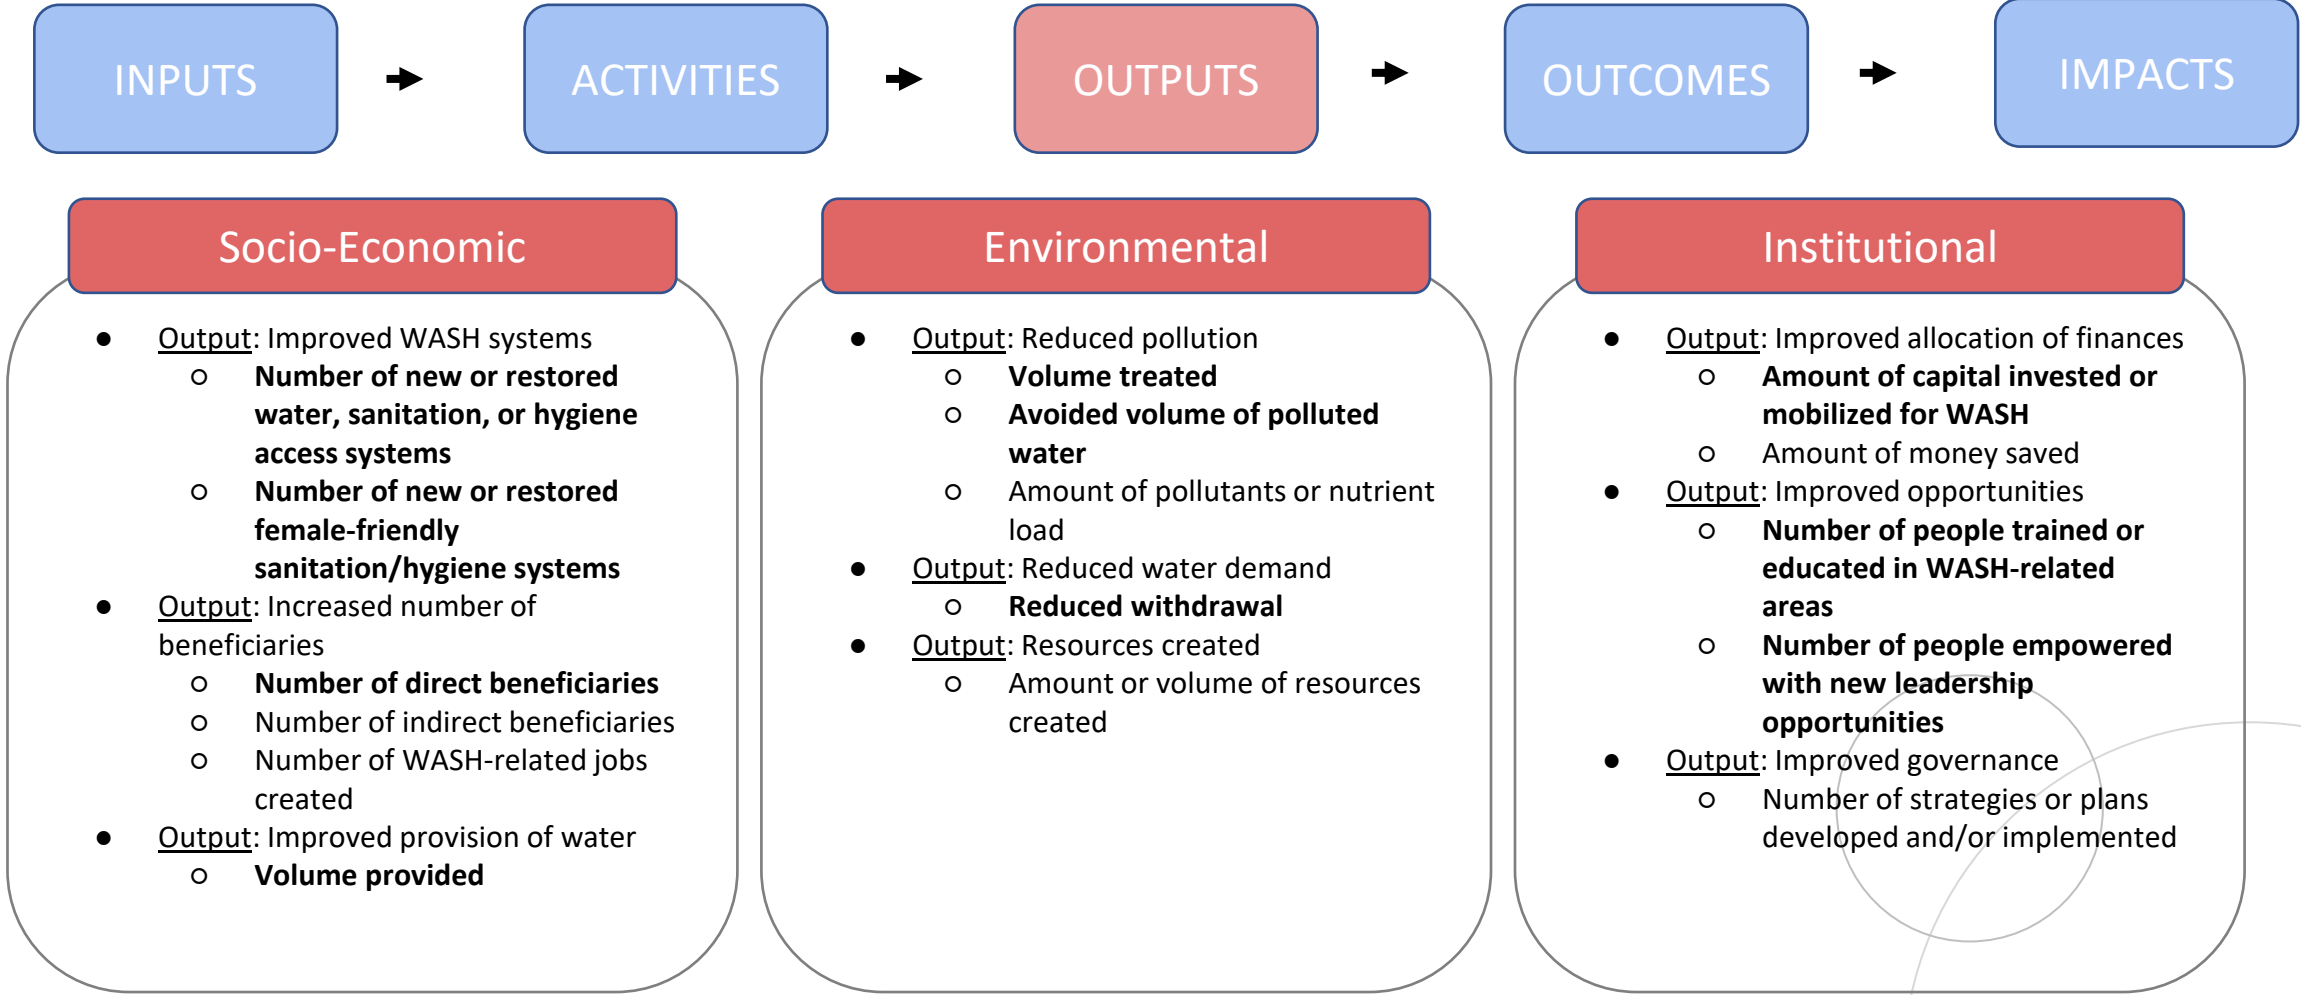 INPUTS
ACTIVITIES
OUTPUTS
OUTCOMES
IMPACTS
Socio-Economic
● Output: Improved WASH systems
○ Number of new or restored
water, sanitation, or hygiene
access systems
○ Number of new or restored
female-friendly
sanitation/hygiene systems
● Output: Increased number of
beneficiaries
○ Number of direct beneficiaries
○ Number of indirect beneficiaries
○ Number of WASH-related jobs
created
● Output: Improved provision of water
○ Volume provided
Environmental
● Output: Reduced pollution
○ Volume treated
○ Avoided volume of polluted
water
○ Amount of pollutants or nutrient
load
● Output: Reduced water demand
○ Reduced withdrawal
● Output: Resources created
○ Amount or volume of resources
created
Institutional
● Output: Improved allocation of finances
○ Amount of capital invested or
mobilized for WASH
○ Amount of money saved
● Output: Improved opportunities
○ Number of people trained or
educated in WASH-related
areas
○ Number of people empowered
with new leadership
opportunities
● Output: Improved governance
○ Number of strategies or plans
developed and/or implemented